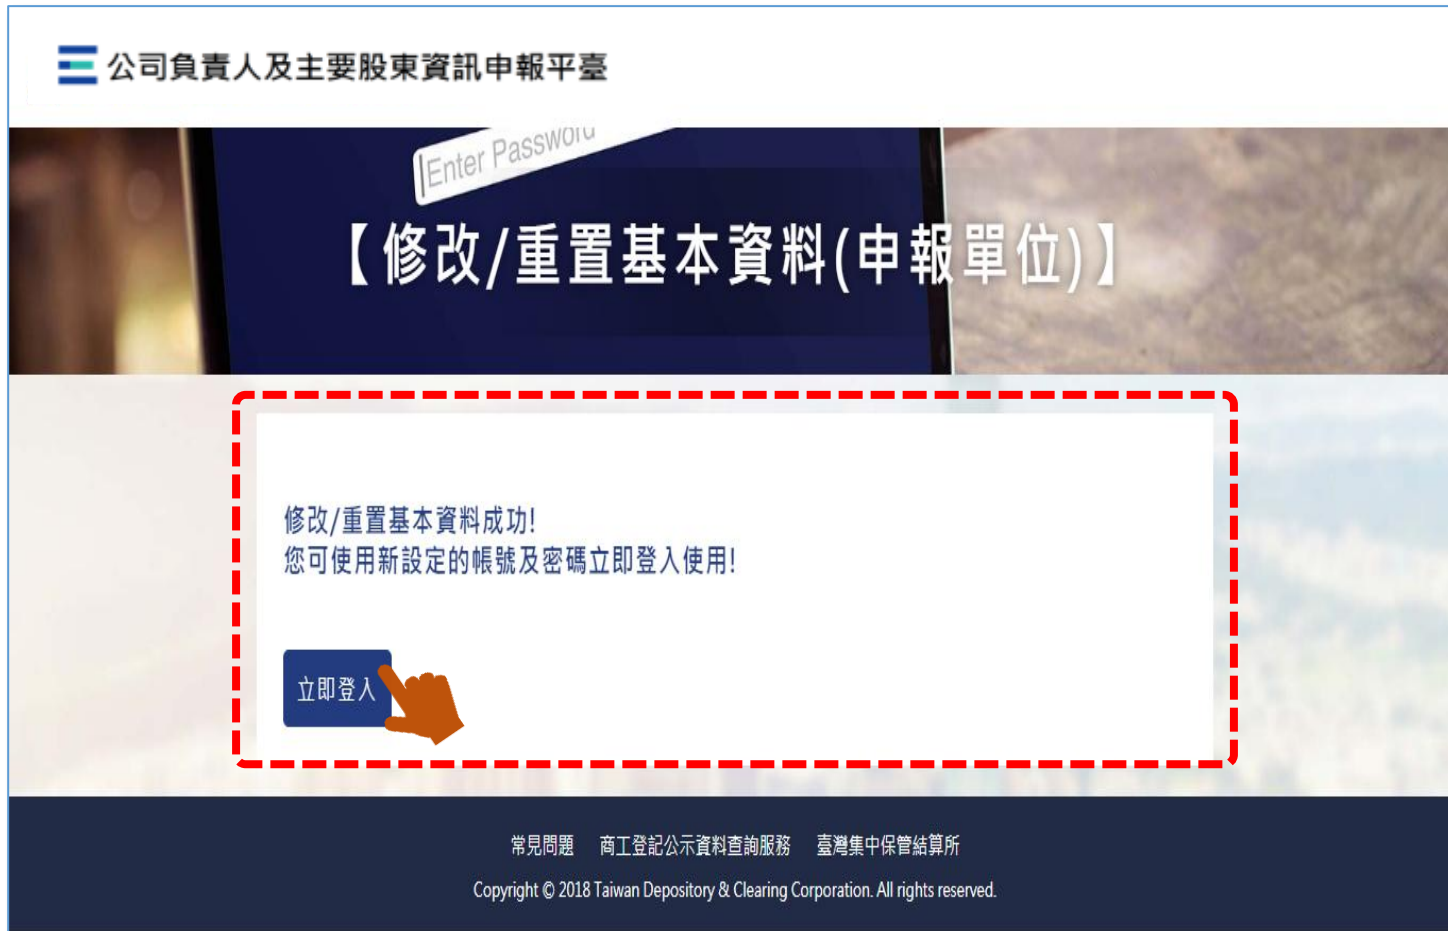 公司負責人及主要股東資訊申報平臺
Enter Password
【修改/重置基本資料(申報單位)】
修改/重置基本資料成功!
您可使用新設定的帳號及密碼立即登入使用!
立即登入
常見問題 商工登記公示資料查詢服務 臺灣集中保管結算所
Copyright © 2018 Taiwan Depository & Clearing Corporation. All rights reserved.